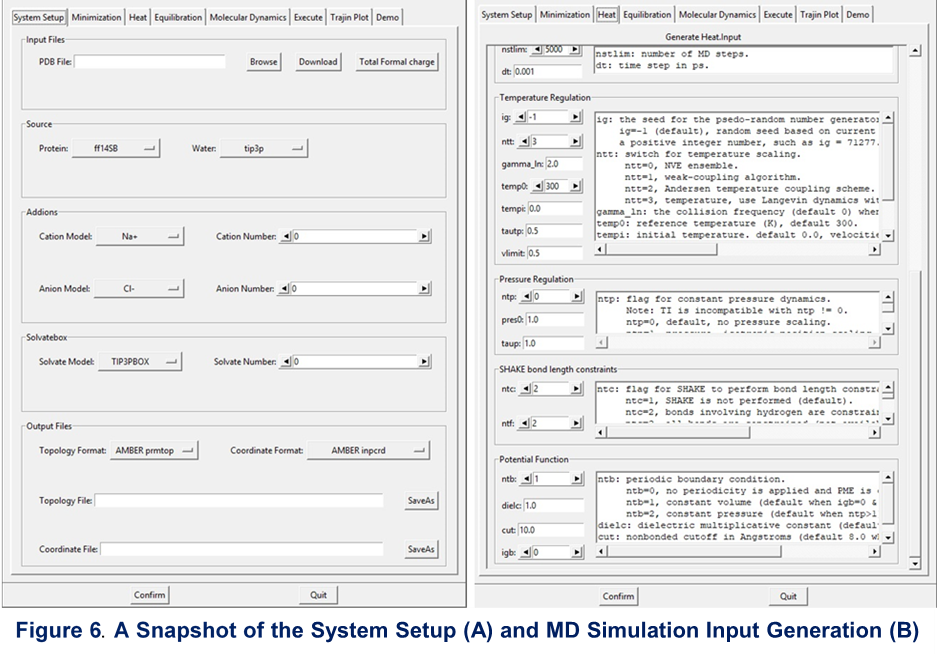 System Setup Minimization Heat Equilibration Molecular Dynamics Execute Trajin Plot Demo
Input Files
PDB File: Browse Download Total Formal charge
Source
Protein: ff14SB Water: tip3p
Addions
Cation Model: Na+ Cation Number: 0
Anion Model: Cl- Anion Number: 0
Solvatebox
Solvate Model: TIP3PBOX Solvate Number: 0
Output Files
Topology Format: AMBER prmtop Coordinate Format: AMBER inpcrd
Topology File: SaveAs
Coordinate File: SaveAs
Confirm Quit
System Setup Minimization Heat Equilibration Molecular Dynamics Execute Trajin Plot Demo
Generate Heat.Input
nstlim: 5000
dt: 0.001
nstlim: number of MD steps.
dt: time step in ps.
Temperature Regulation
ig: -1
ntt: 3
gamma_ln: 2.0
temp0: 300
tempi: 0.0
tautp: 0.5
vlimit: 0.5
ig: the seed for the psedo-random number generator
ig=-1 (default), random seed based on current
a positive integer number, such as ig = 71277.
ntt: switch for temperature scaling.
ntt=0, NVE ensemble.
ntt=1, weak-coupling algorithm.
ntt=2, Andersen temperature coupling scheme.
ntt=3, temperature, use Langevin dynamics wit
gamma_ln: the collision frequency (default 0) when
temp0: reference temperature (K), default 300.
tempi: initial temperature. default 0.0, velociti
Pressure Regulation
ntp: 0
pres0: 1.0
taup: 1.0
ntp: flag for constant pressure dynamics.
Note: TI is incompatible with ntp != 0.
ntp=0, default, no pressure scaling.
SHAKE bond length constraints
ntc: 2
ntf: 2
ntc: flag for SHAKE to perform bond length constra
ntc=1, SHAKE is not performed (default).
ntc=2, bonds involving hydrogen are constrain
Potential Function
ntb: 1
dielc: 1.0
cut: 10.0
igb: 0
ntb: periodic boundary condition.
ntb=0, no periodicity is applied and PME is
ntb=1, constant volume (default when igb=0 &
ntb=2, constant pressure (default when ntp>
dielc: dielectric multiplicative constant (defaul
cut: nonbonded cutoff in Angstroms (default 8.0 w
Confirm Quit
Figure 6. A Snapshot of the System Setup (A) and MD Simulation Input Generation (B)